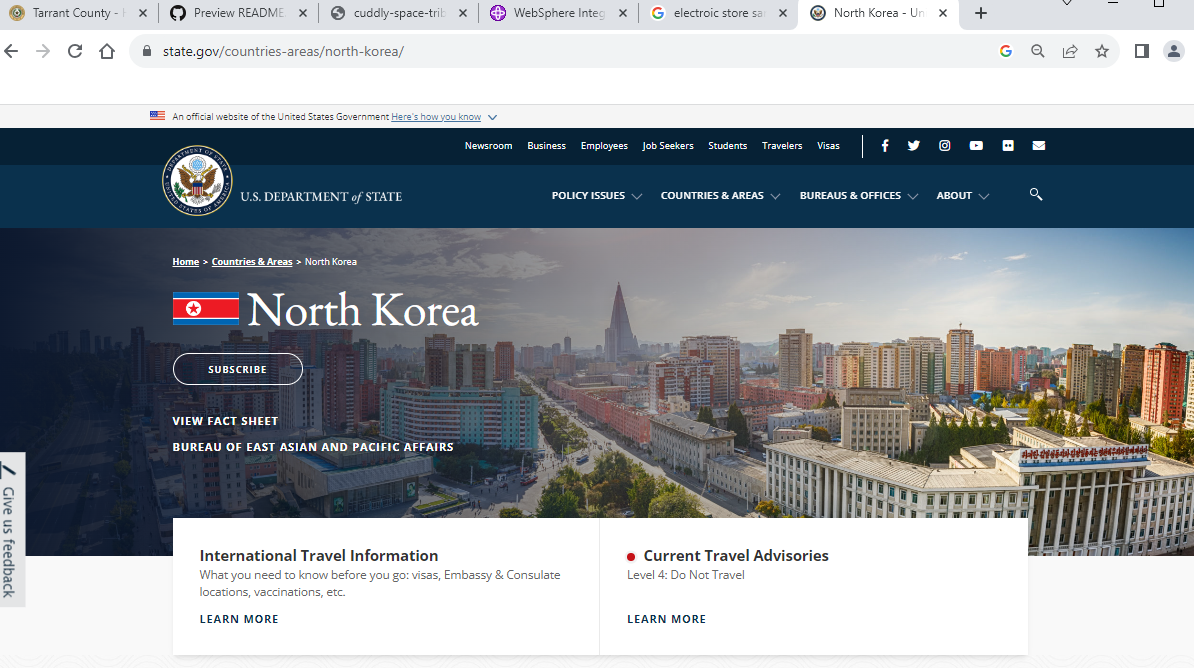 Tarrant County -
Preview README.
cuddly-space-trib
WebSphere Integ
electroic store sa
North Korea - Un
state.gov/countries-areas/north-korea/
An official website of the United States Government Here's how you know
Newsroom Business Employees Job Seekers Students Travelers Visas
U.S. DEPARTMENT of STATE
POLICY ISSUES COUNTRIES & AREAS BUREAUS & OFFICES ABOUT
Home > Countries & Areas > North Korea
North Korea
SUBSCRIBE
VIEW FACT SHEET
BUREAU OF EAST ASIAN AND PACIFIC AFFAIRS
Give us feedback
International Travel Information
What you need to know before you go: visas, Embassy & Consulate
locations, vaccinations, etc.
LEARN MORE
Current Travel Advisories
Level 4: Do Not Travel
LEARN MORE